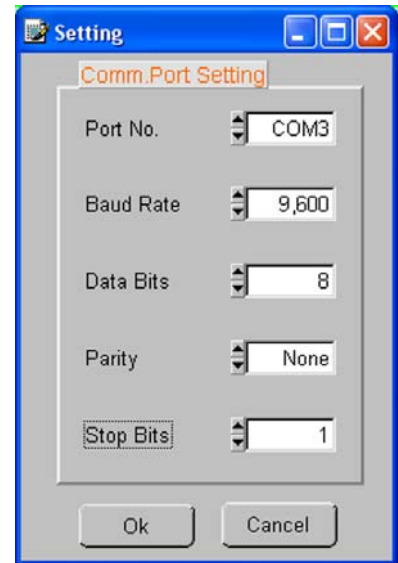 Setting
Comm.Port Setting
Port No. COM3
Baud Rate 9,600
Data Bits 8
Parity None
Stop Bits 1
Ok Cancel